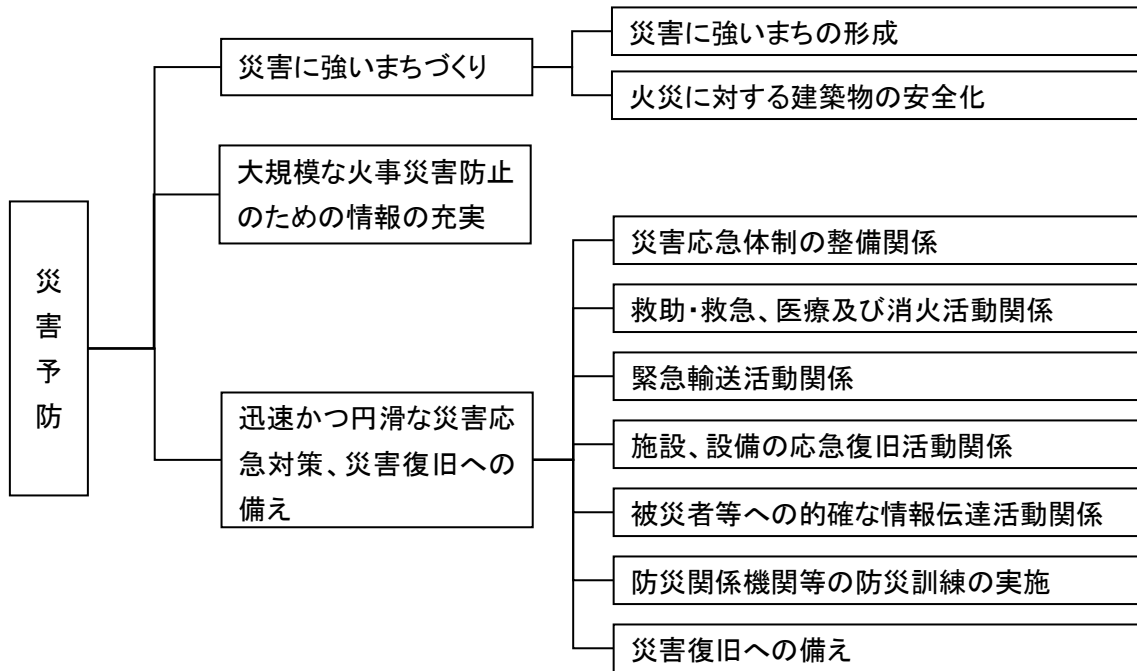 災害予防
災害に強いまちづくり
災害に強いまちの形成
火災に対する建築物の安全化
大規模な火事災害防止
のための情報の充実
迅速かつ円滑な災害応
急対策、災害復旧への
備え
災害応急体制の整備関係
救助・救急、医療及び消火活動関係
緊急輸送活動関係
施設、設備の応急復旧活動関係
被災者等への的確な情報伝達活動関係
防災関係機関等の防災訓練の実施
災害復旧への備え